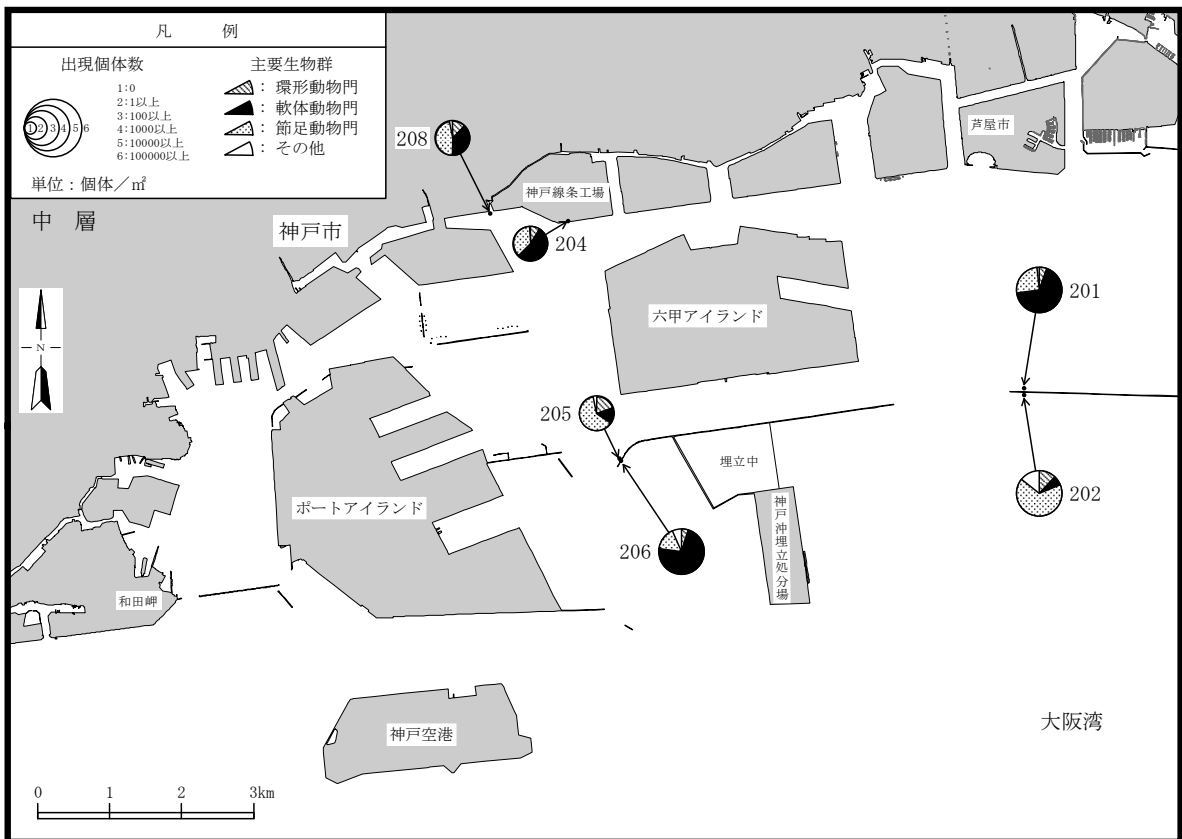 凡 例
出現個体数
1:0
2:1以上
3:100以上
4:1000以上
5:10000以上
6:100000以上
1 2 3 4 5 6
単位：個体／㎡
主要生物群
：環形動物門
：軟体動物門
：節足動物門
：その他
中 層
208
神戸線条工場
芦屋市
神戸市
204
N
六甲アイランド
201
205
埋立中
ポートアイランド
神戸沖埋立処分場
202
206
和田岬
神戸空港
大阪湾
0 1 2 3km